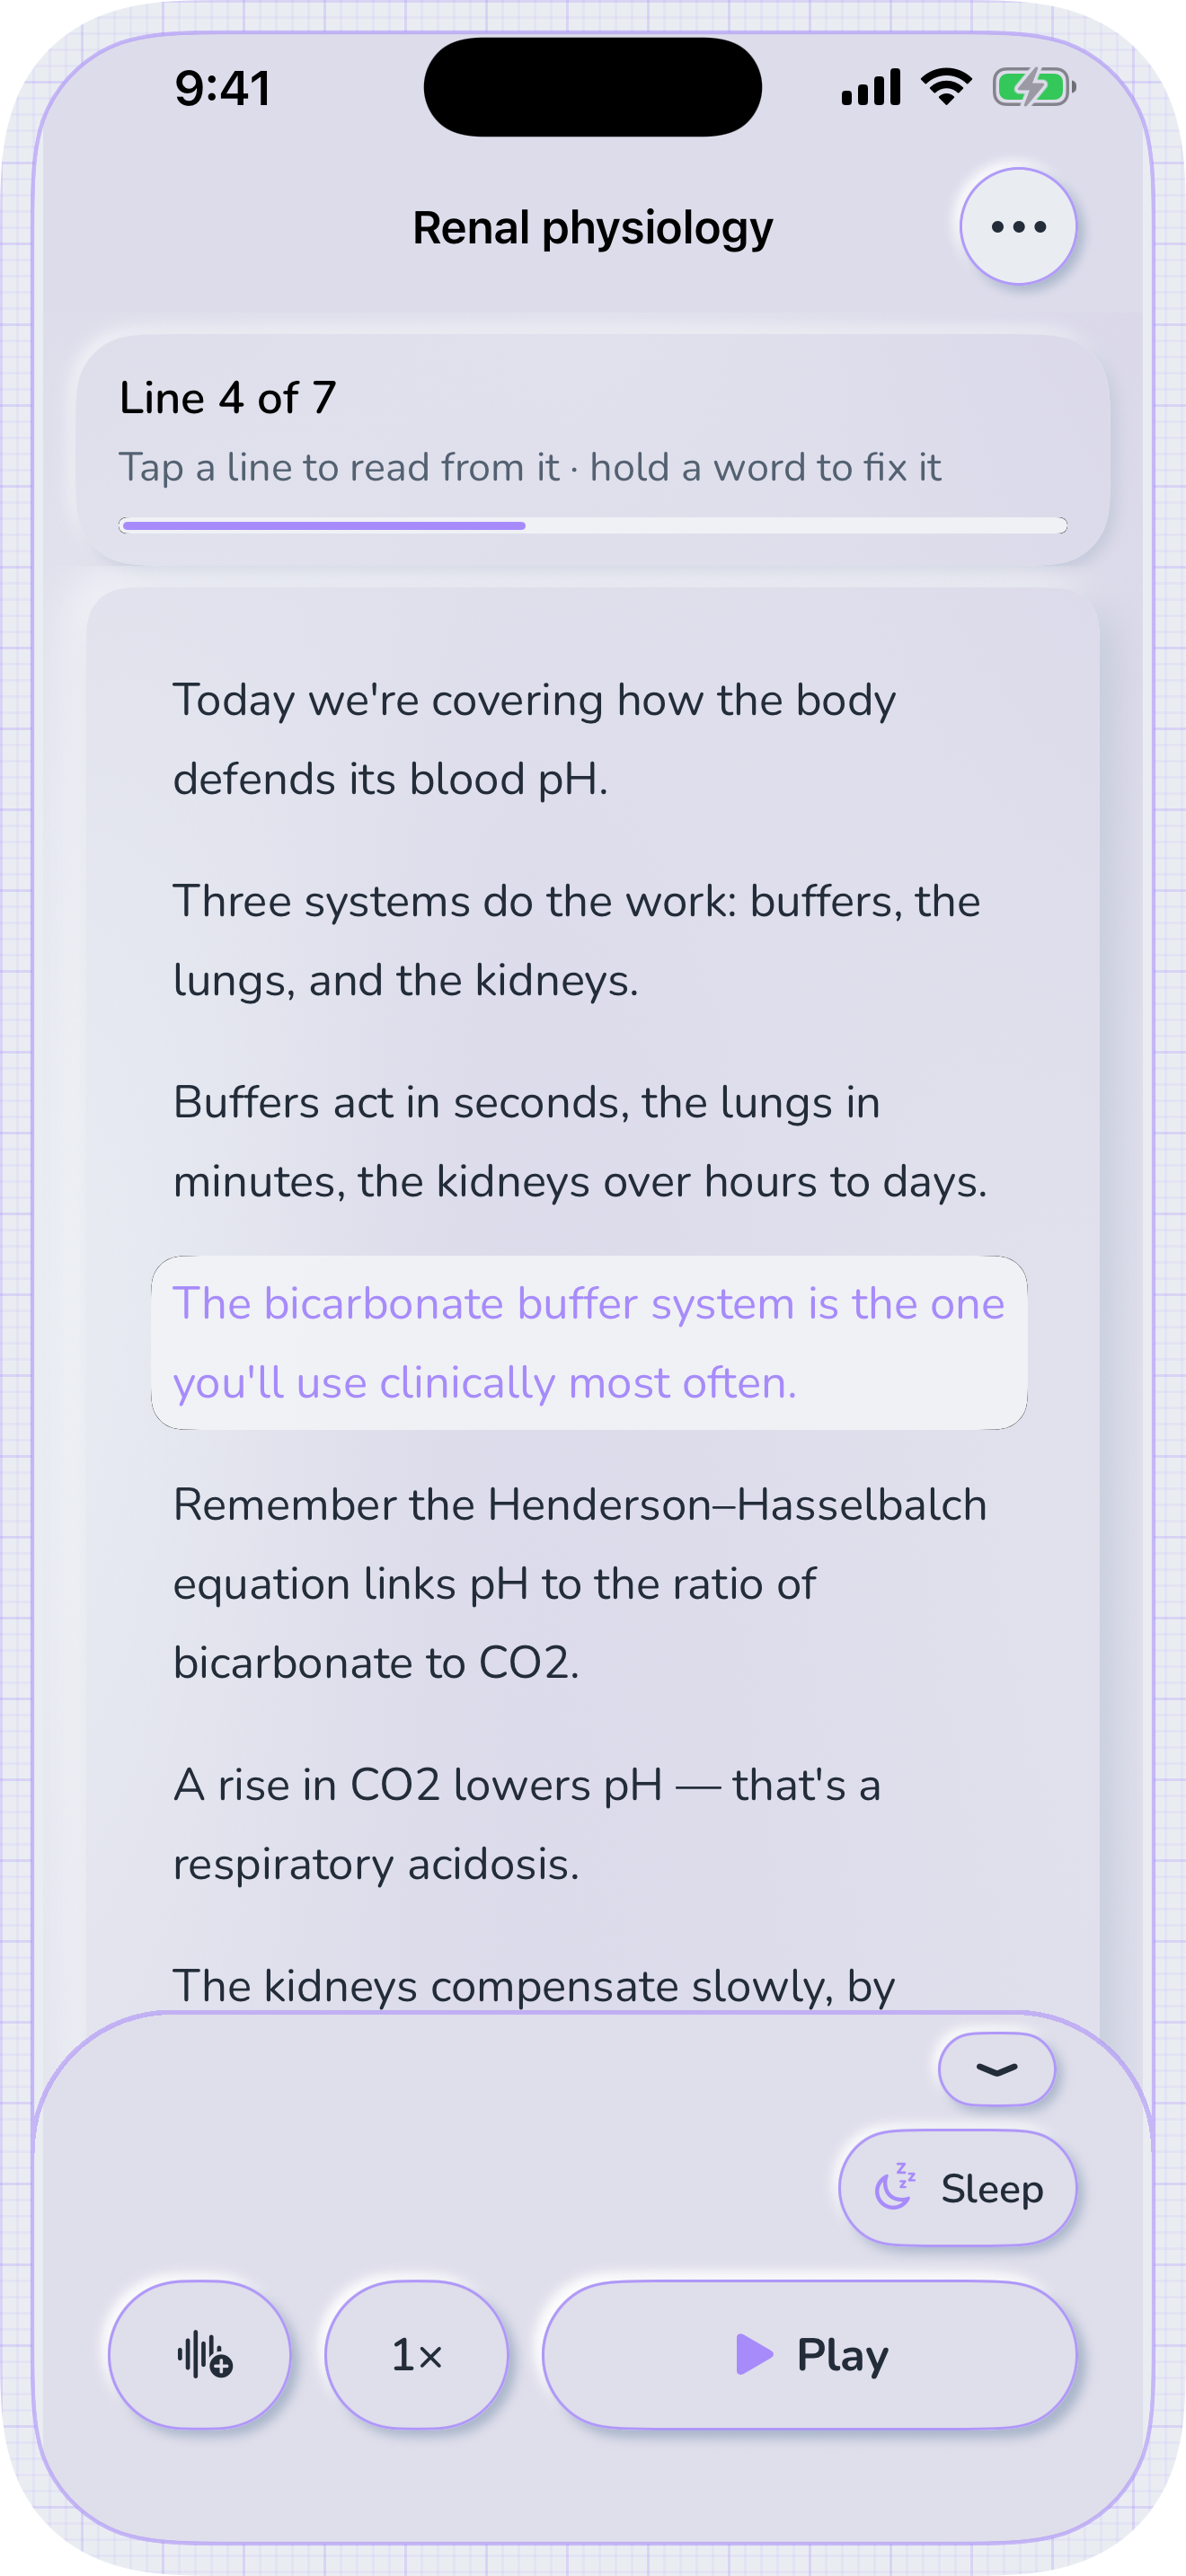 9:41
Renal physiology
Line 4 of 7
Tap a line to read from it · hold a word to fix it
Today we're covering how the body
defends its blood pH.
Three systems do the work: buffers, the
lungs, and the kidneys.
Buffers act in seconds, the lungs in
minutes, the kidneys over hours to days.
The bicarbonate buffer system is the one
you'll use clinically most often.
Remember the Henderson–Hasselbalch
equation links pH to the ratio of
bicarbonate to CO2.
A rise in CO2 lowers pH — that's a
respiratory acidosis.
The kidneys compensate slowly, by
Sleep
1×
Play